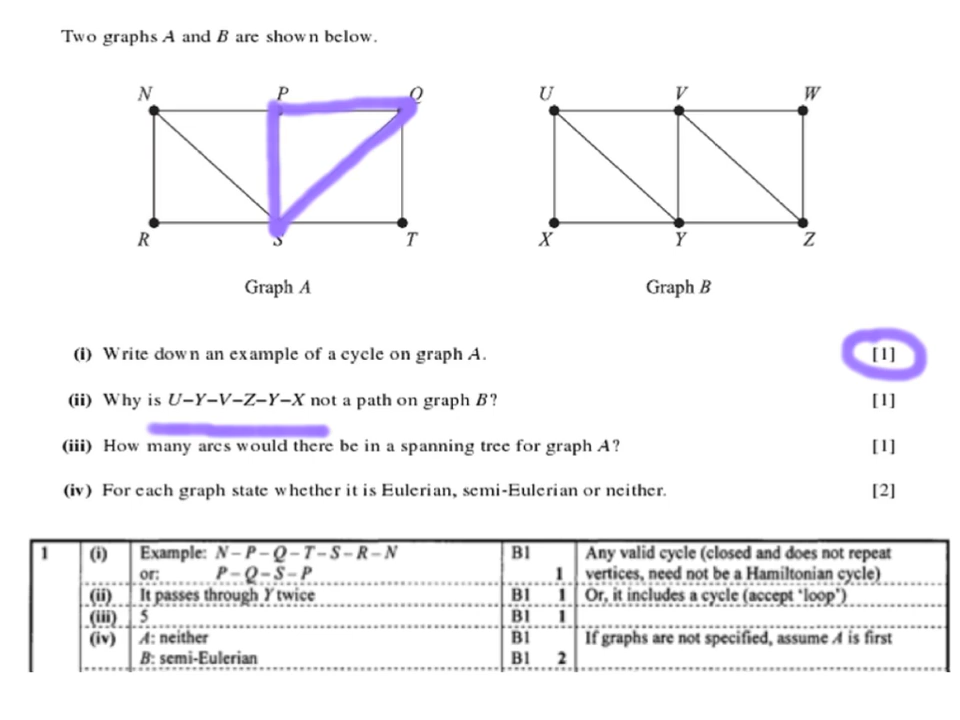 Two graphs A and B are shown below.
N P Q U V W
R S T X Y Z
Graph A Graph B
(i) Write down an example of a cycle on graph A. [1]
(ii) Why is U–Y–V–Z–Y–X not a path on graph B? [1]
(iii) How many arcs would there be in a spanning tree for graph A? [1]
(iv) For each graph state whether it is Eulerian, semi-Eulerian or neither. [2]
1 (i) Example: N – P – Q – T – S – R – N B1 Any valid cycle (closed and does not repeat
or: P – Q – S – P 1 vertices, need not be a Hamiltonian cycle)
(ii) It passes through Y twice B1 1 Or, it includes a cycle (accept 'loop')
(iii) 5 B1 1
(iv) A: neither B1 If graphs are not specified, assume A is first
B: semi-Eulerian B1 2